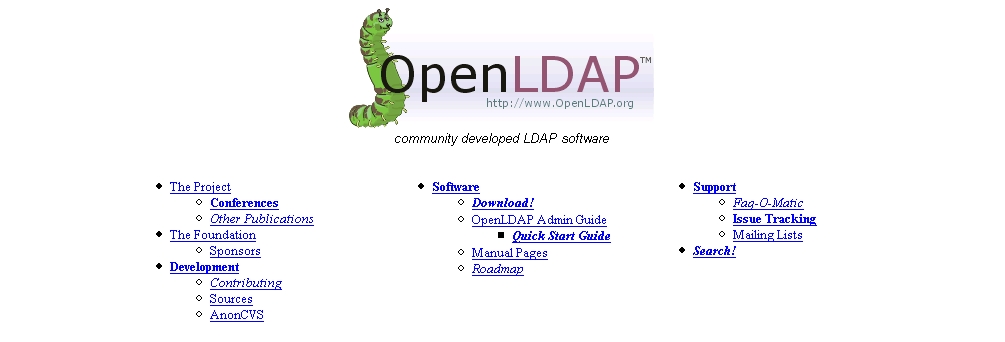 OpenLDAP™
http://www.OpenLDAP.org
community developed LDAP software
The Project
Conferences
Other Publications
The Foundation
Sponsors
Development
Contributing
Sources
AnonCVS
Software
Download!
OpenLDAP Admin Guide
Quick Start Guide
Manual Pages
Roadmap
Support
Faq-O-Matic
Issue Tracking
Mailing Lists
Search!